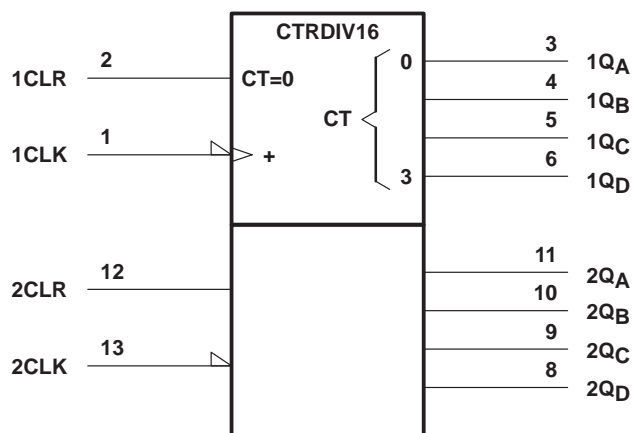 CTRDIV16
1CLR 2 CT=0 0 3 1QA
4 1QB
CT
1CLK 1 + 5 1QC
3 6 1QD
2CLR 12 11 2QA
10 2QB
2CLK 13 9 2QC
8 2QD